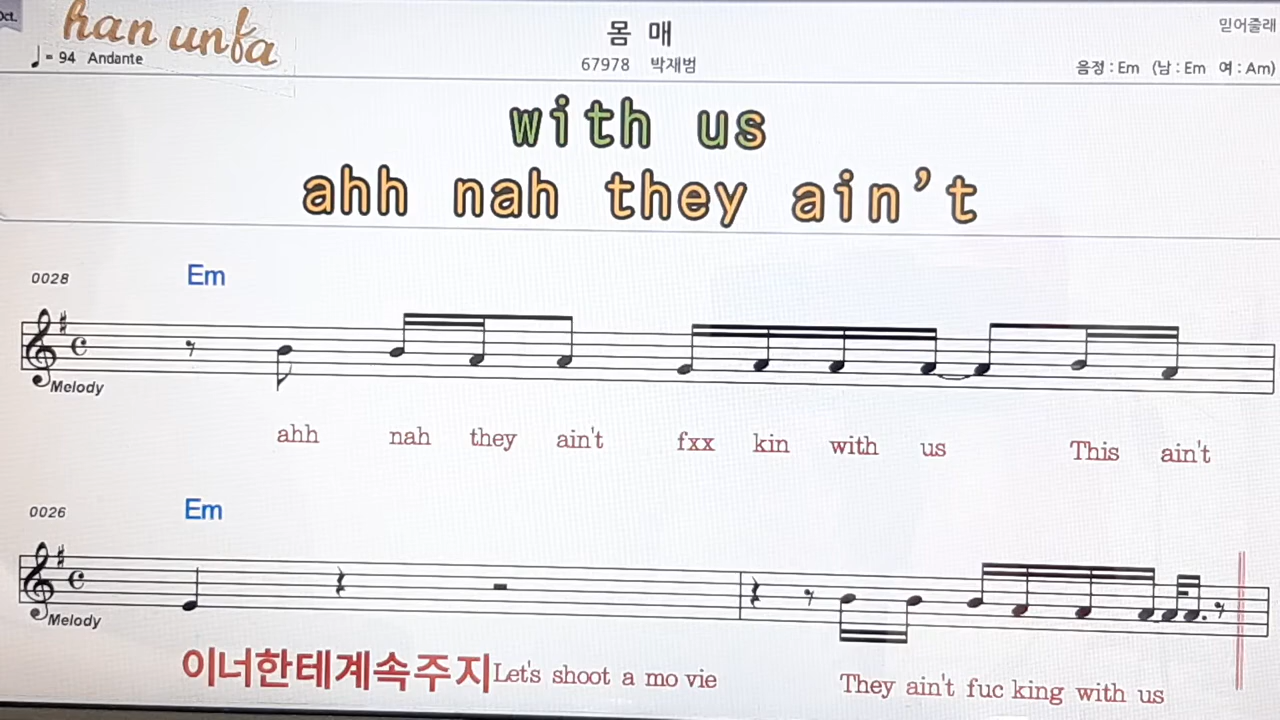 Oct.
han unfa
몸 매
믿어줄래
♩= 94 Andante
67978 박재범
음정 : Em (남 : Em 여 : Am)
with us
ahh nah they ain't
0028 Em
Melody
ahh nah they ain't fxx kin with us This ain't
0026 Em
Melody
이너한테계속주지 Let's shoot a mo vie They ain't fuc king with us